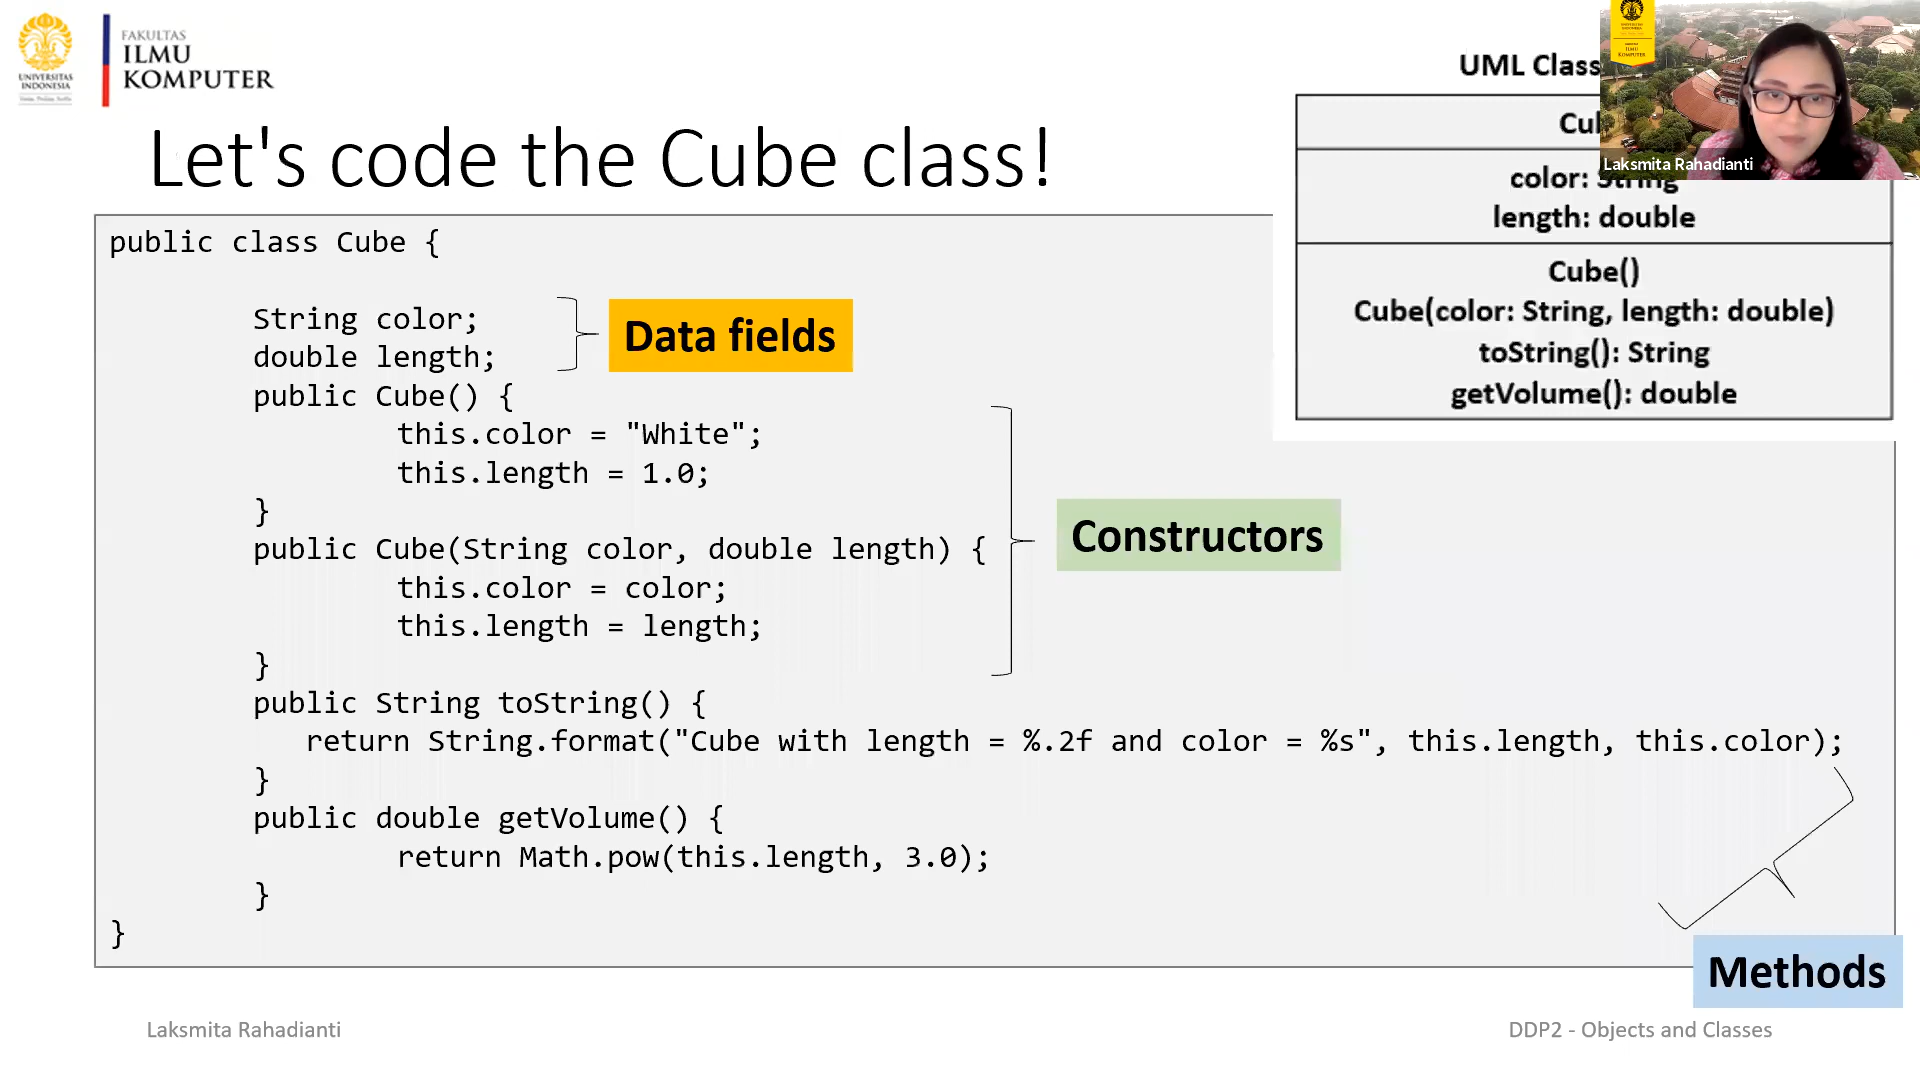 UNIVERSITAS
INDONESIA
FAKULTAS
ILMU
KOMPUTER
Let's code the Cube class!
UML Class
color: String
length: double
Cube()
Cube(color: String, length: double)
toString(): String
getVolume(): double
Laksmita Rahadianti
public class Cube {
String color;
double length;
Data fields
public Cube() {
this.color = "White";
this.length = 1.0;
}
public Cube(String color, double length) {
this.color = color;
this.length = length;
}
Constructors
public String toString() {
return String.format("Cube with length = %.2f and color = %s", this.length, this.color);
}
public double getVolume() {
return Math.pow(this.length, 3.0);
}
}
Methods
Laksmita Rahadianti
DDP2 - Objects and Classes